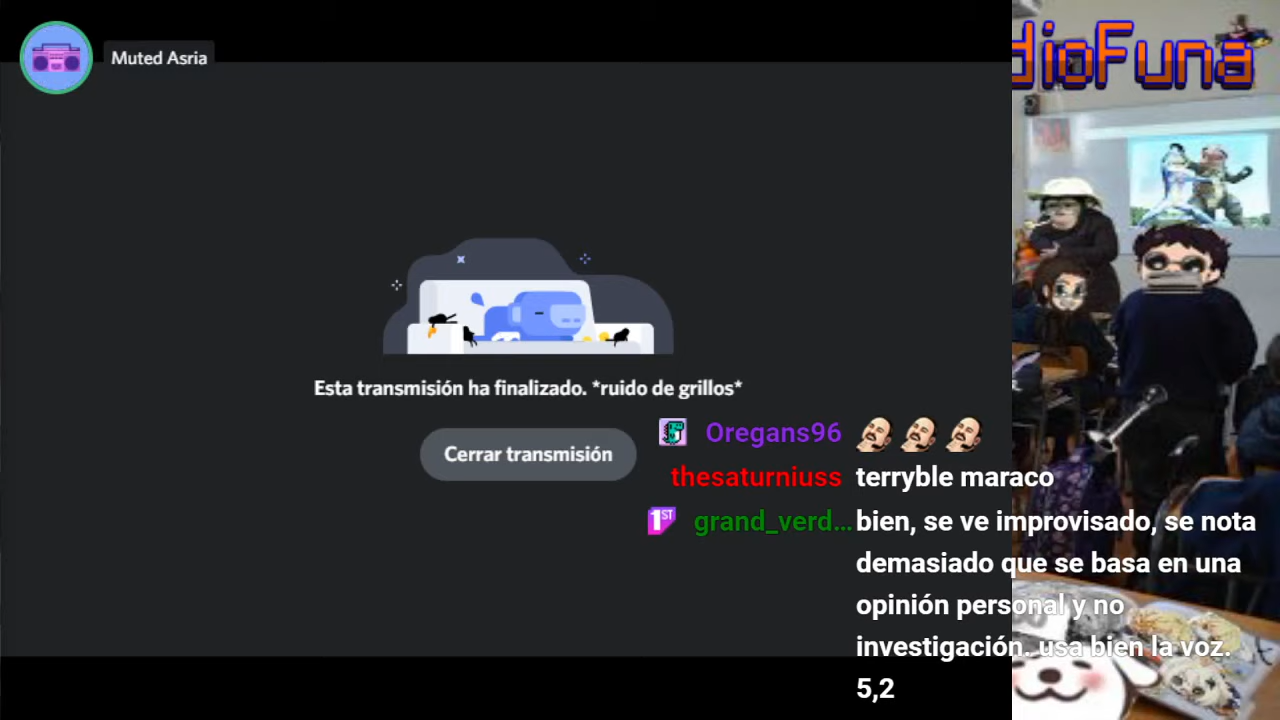 Muted Asria
dioFuna
Esta transmisión ha finalizado. *ruido de grillos*
Cerrar transmisión
Oregans96
thesaturniuss terryble maraco
1ST grand_verd... bien, se ve improvisado, se nota
demasiado que se basa en una
opinión personal y no
investigación. usa bien la voz.
5,2